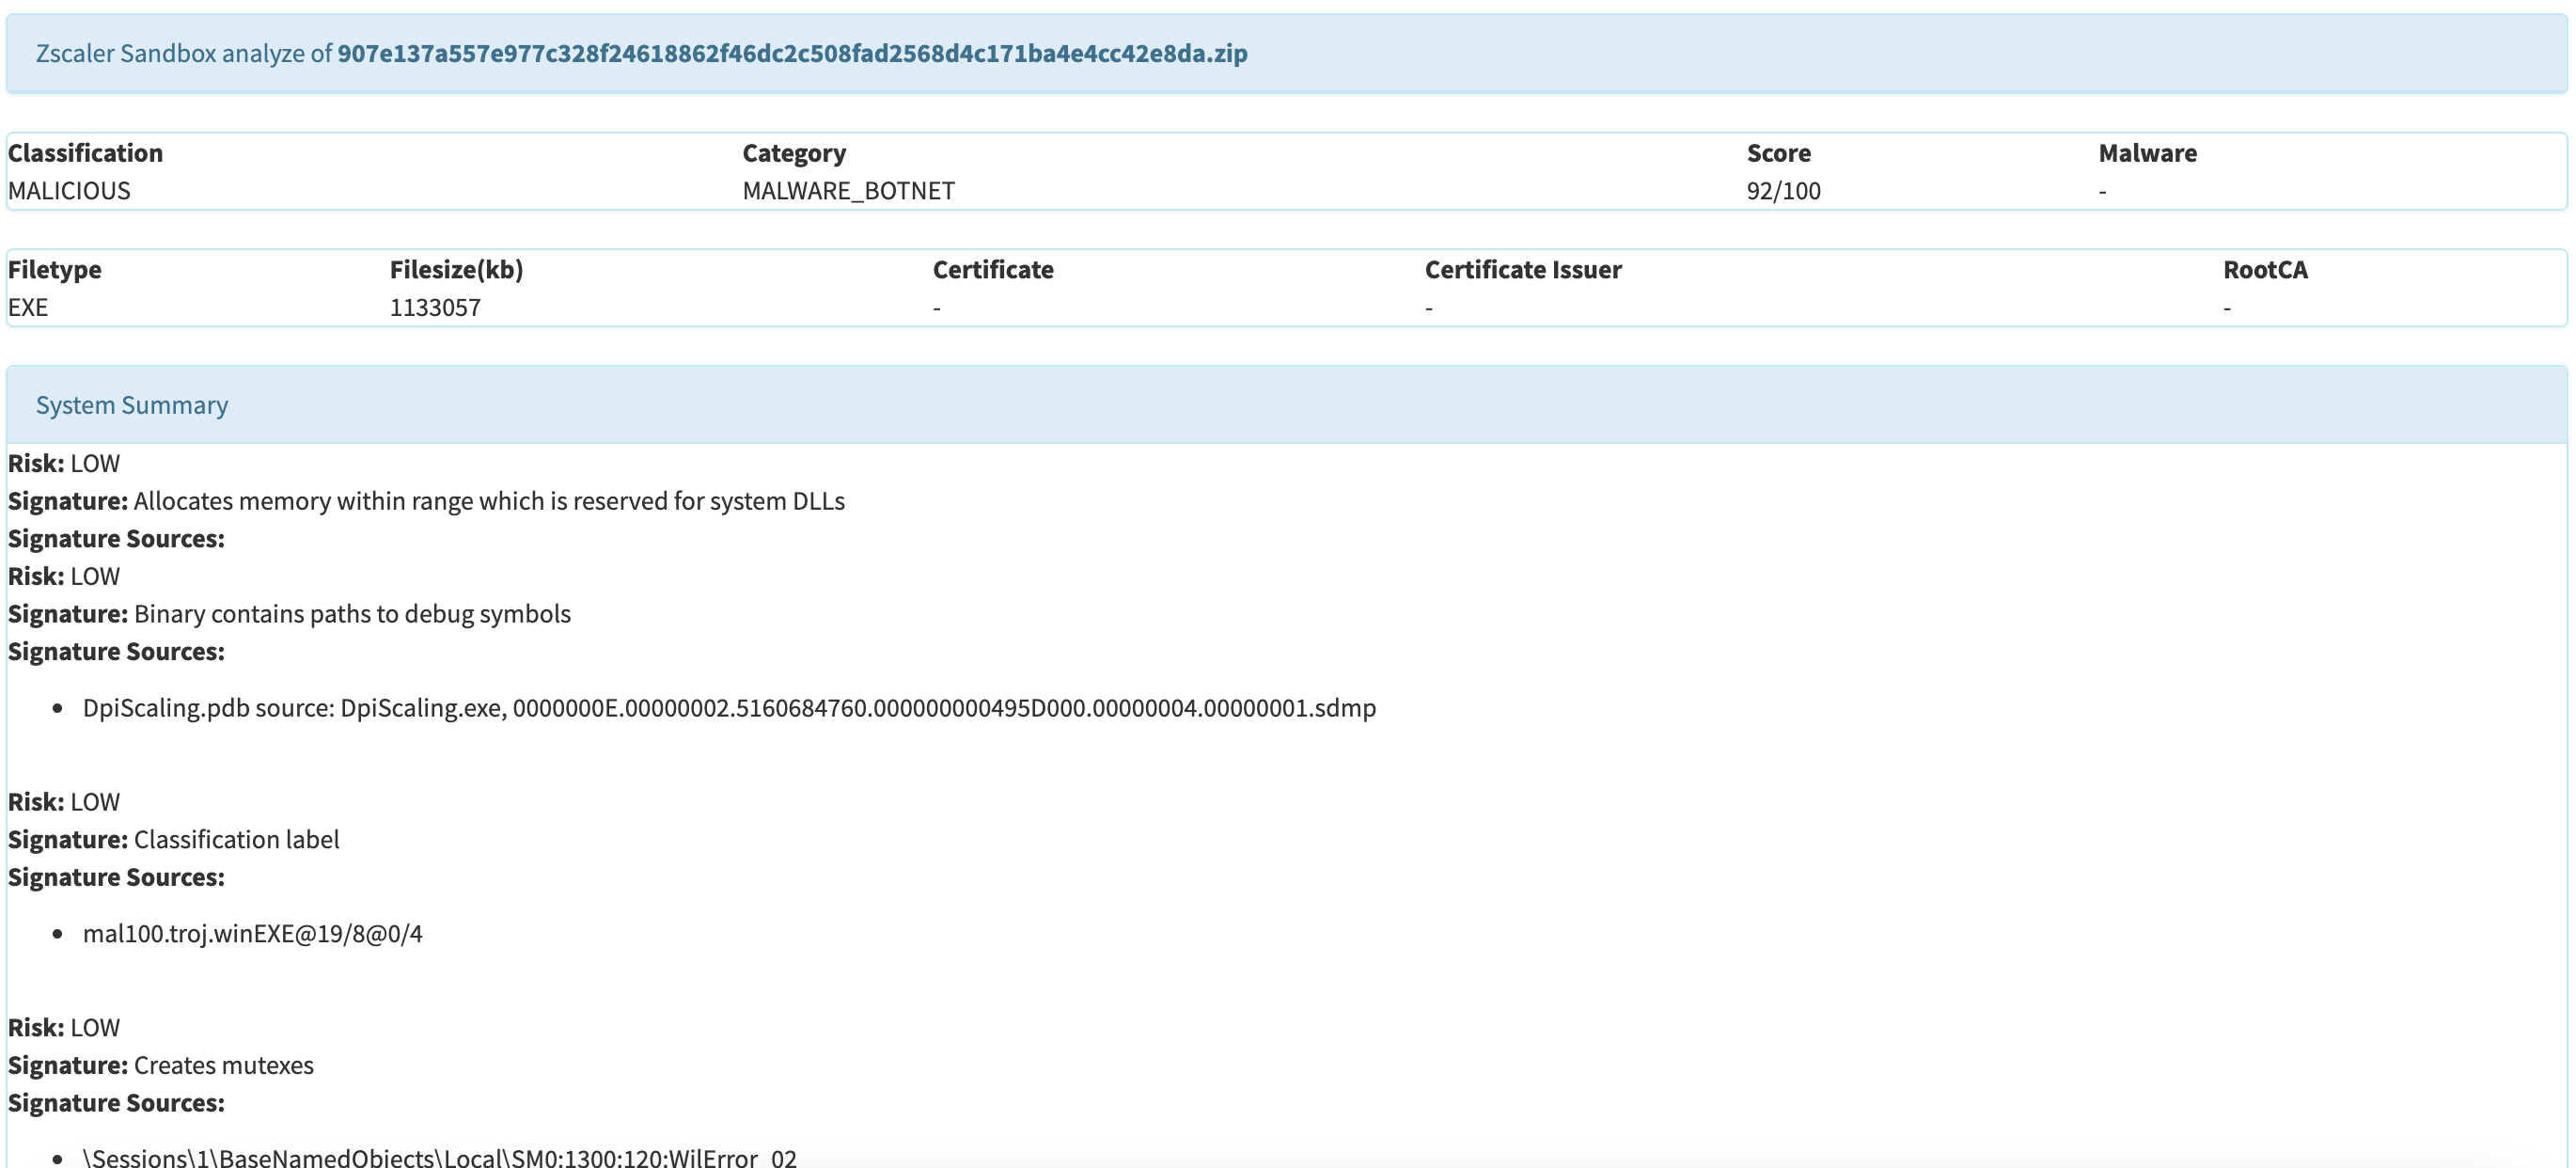 Zscaler Sandbox analyze of 907e137a557e977c328f24618862f46dc2c508fad2568d4c171ba4e4cc42e8da.zip
Classification Category Score Malware
MALICIOUS MALWARE_BOTNET 92/100 -
Filetype Filesize(kb) Certificate Certificate Issuer RootCA
EXE 1133057 - - -
System Summary
Risk: LOW
Signature: Allocates memory within range which is reserved for system DLLs
Signature Sources:
Risk: LOW
Signature: Binary contains paths to debug symbols
Signature Sources:
• DpiScaling.pdb source: DpiScaling.exe, 0000000E.00000002.5160684760.000000000495D000.00000004.00000001.sdmp
Risk: LOW
Signature: Classification label
Signature Sources:
• mal100.troj.winEXE@19/8@0/4
Risk: LOW
Signature: Creates mutexes
Signature Sources:
• \Sessions\1\BaseNamedObjects\Local\SM0:1300:120:WilError_02